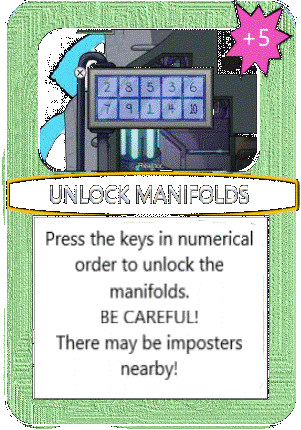 +5
2 8 5 3 6
7 9 1 4 10
UNLOCK MANIFOLDS
Press the keys in numerical
order to unlock the
manifolds.
BE CAREFUL!
There may be imposters
nearby!